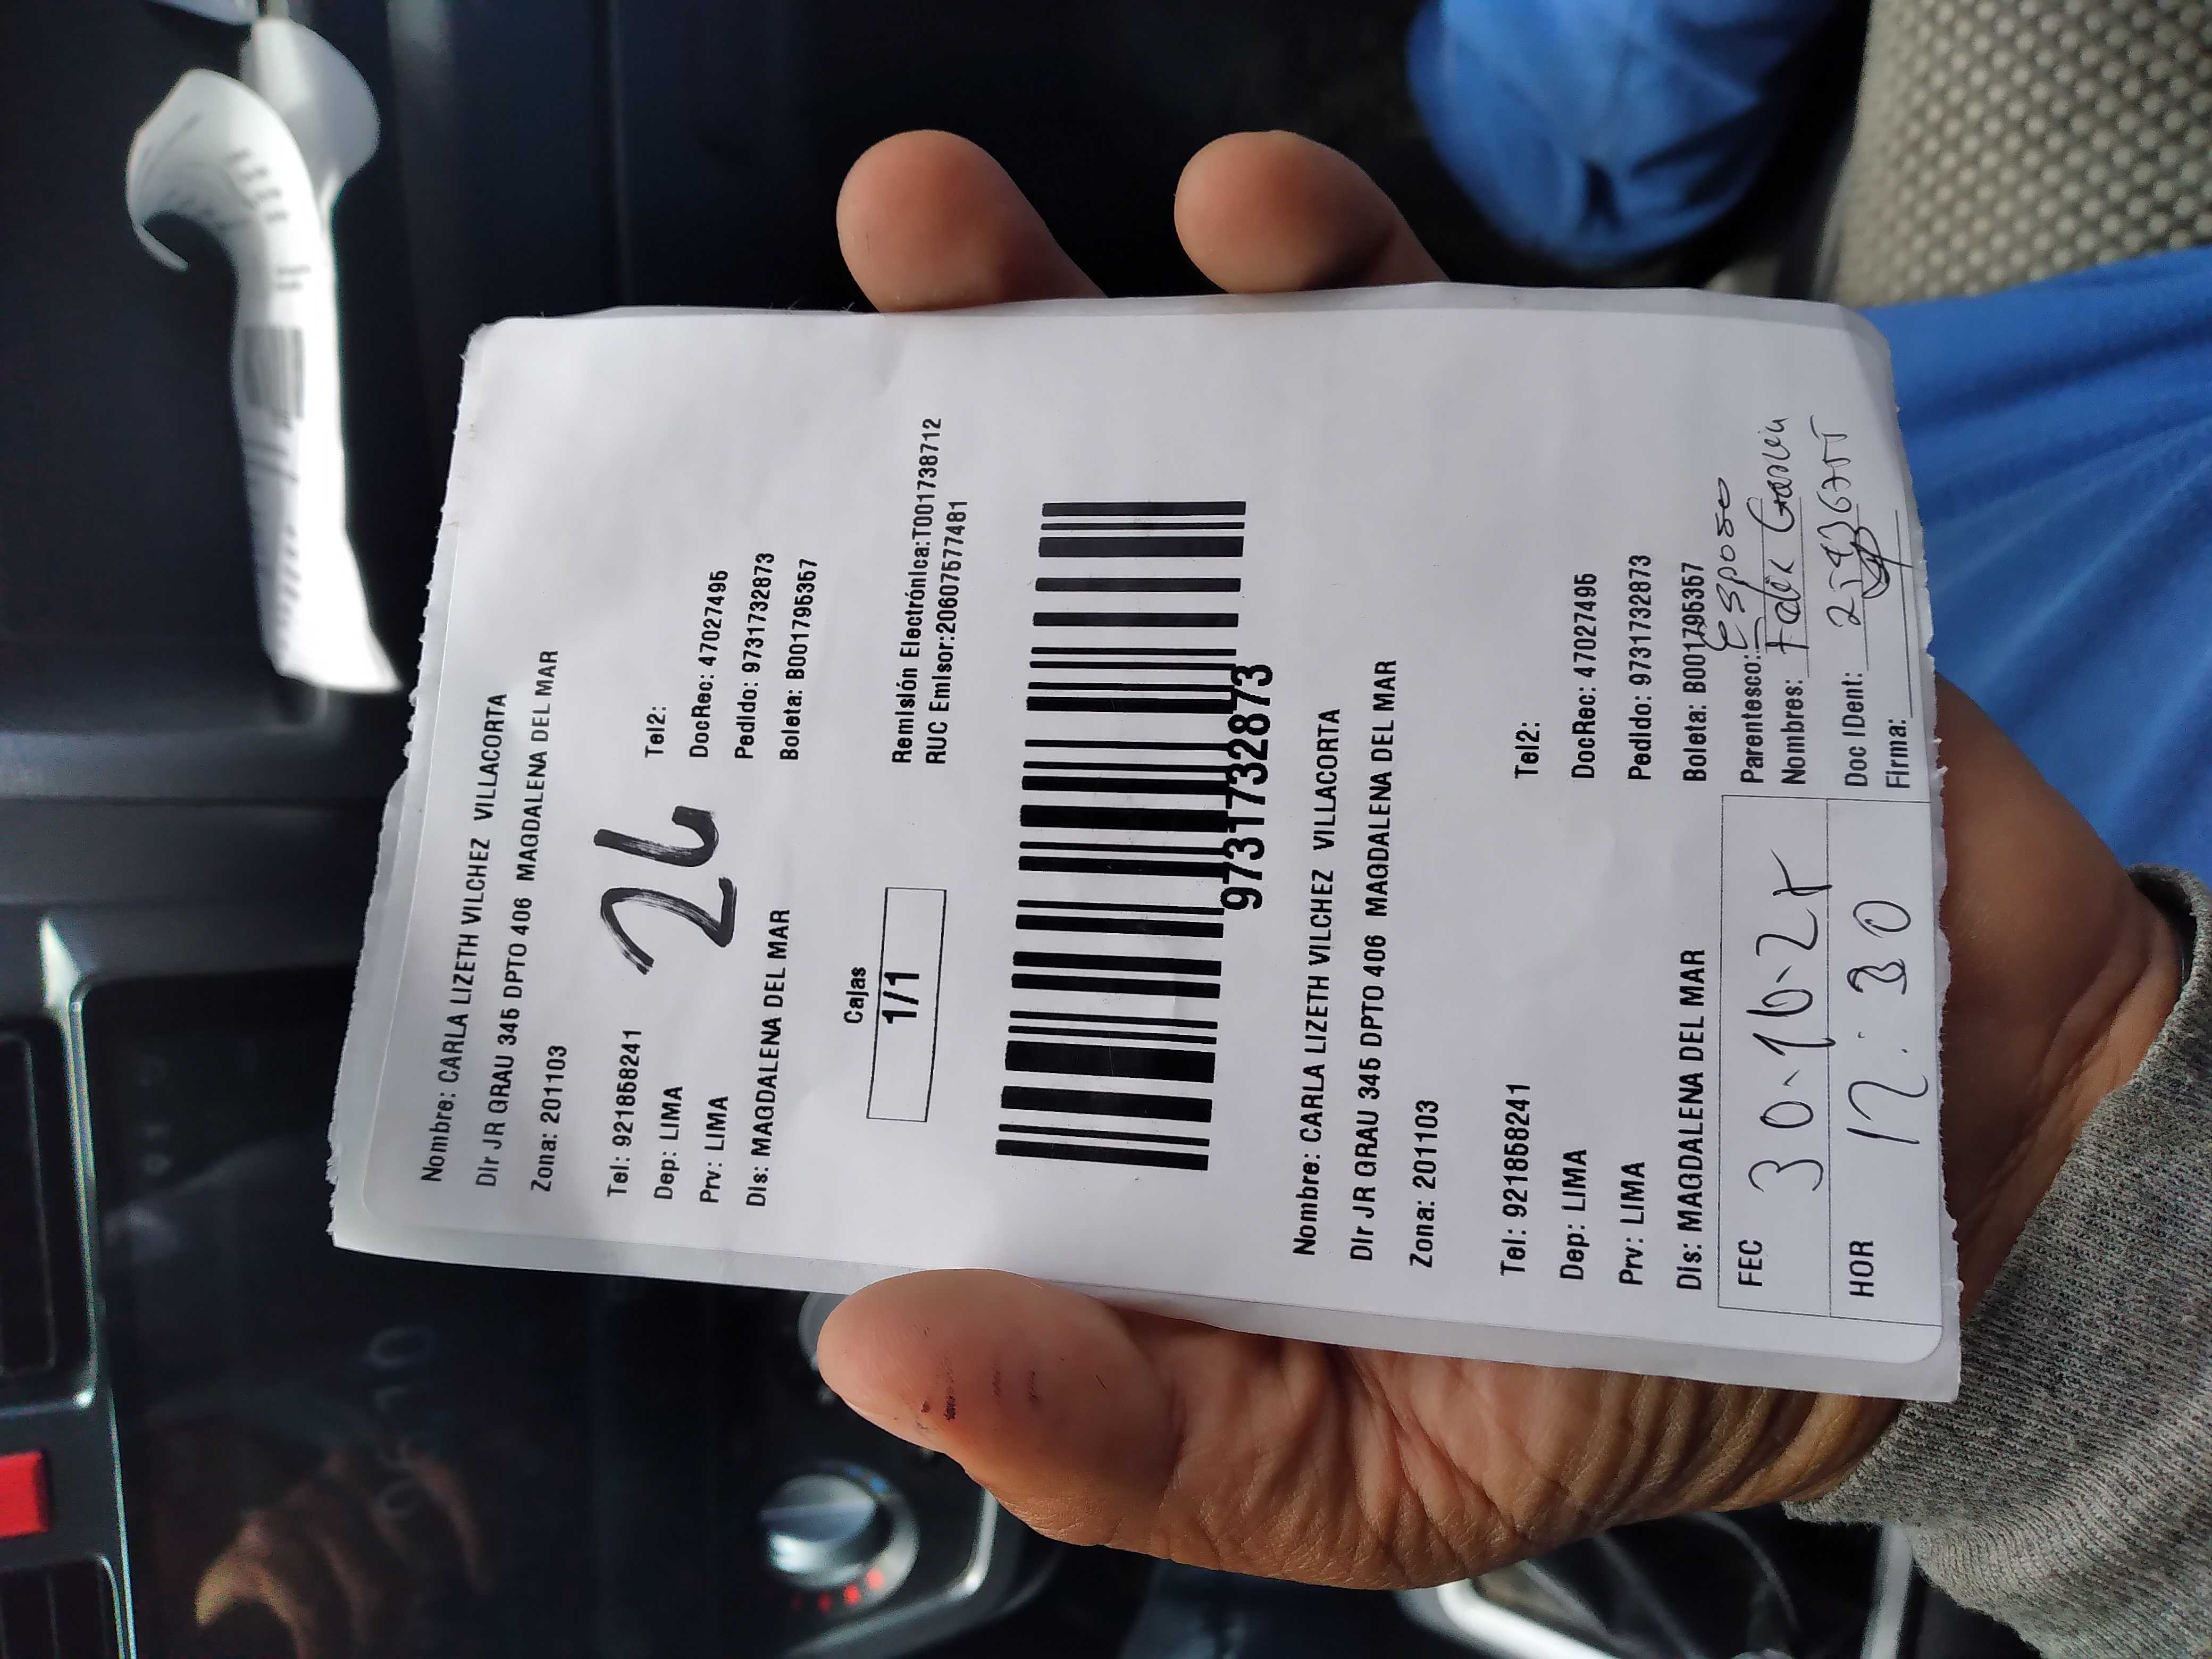 Nombre: CARLA LIZETH VILCHEZ VILLACORTA
Dir JR GRAU 345 DPTO 406 MAGDALENA DEL MAR
Zona: 201103
26
Tel: 921858241 Tel2:
Dep: LIMA DocRec: 47027495
Prv: LIMA Pedido: 9731732873
Dis: MAGDALENA DEL MAR Boleta: B001795357
Cajas
1/1
Remisión Electrónica:T001738712
RUC Emisor:20607577481
9731732873
Nombre: CARLA LIZETH VILCHEZ VILLACORTA
Dir JR GRAU 345 DPTO 406 MAGDALENA DEL MAR
Zona: 201103
Tel: 921858241 Tel2:
Dep: LIMA DocRec: 47027495
Prv: LIMA Pedido: 9731732873
Dis: MAGDALENA DEL MAR Boleta: B001795357
FEC Parentesco: Esposo
Nombres: Garcia
HOR 12:30 Doc IDent:
Firma: